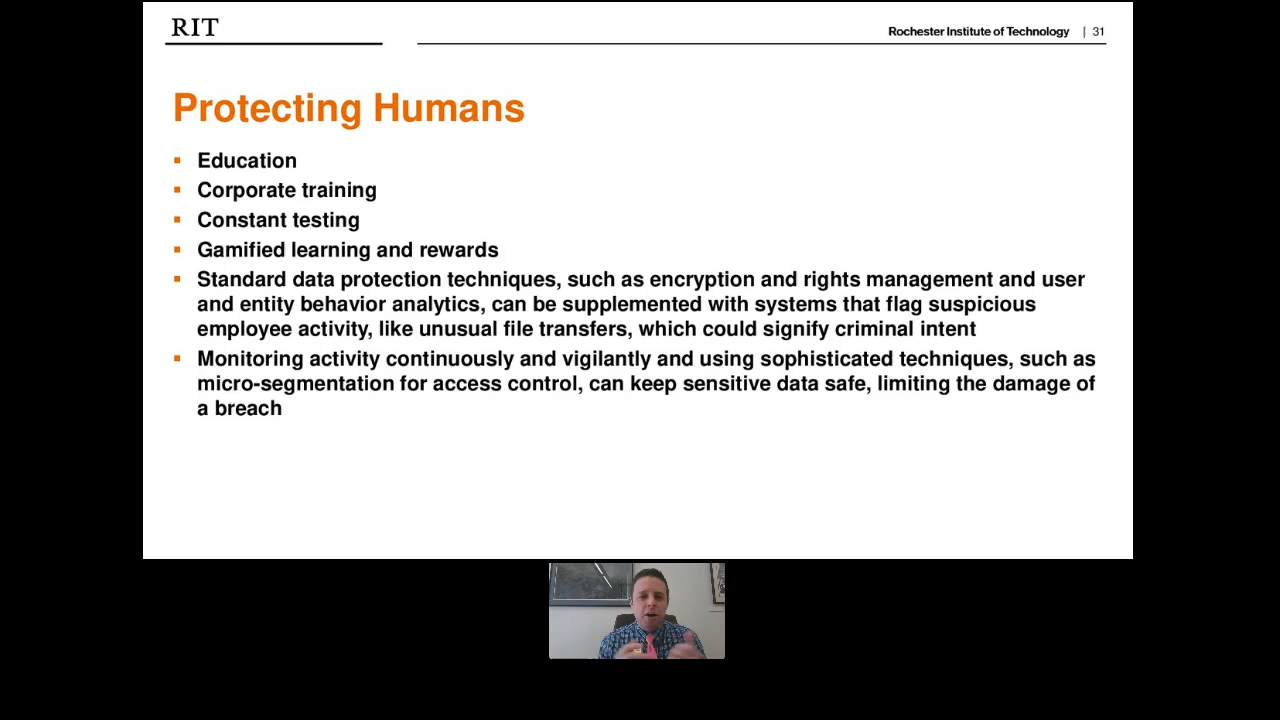 RIT
Rochester Institute of Technology | 31
Protecting Humans
▪ Education
▪ Corporate training
▪ Constant testing
▪ Gamified learning and rewards
▪ Standard data protection techniques, such as encryption and rights management and user
and entity behavior analytics, can be supplemented with systems that flag suspicious
employee activity, like unusual file transfers, which could signify criminal intent
▪ Monitoring activity continuously and vigilantly and using sophisticated techniques, such as
micro-segmentation for access control, can keep sensitive data safe, limiting the damage of
a breach